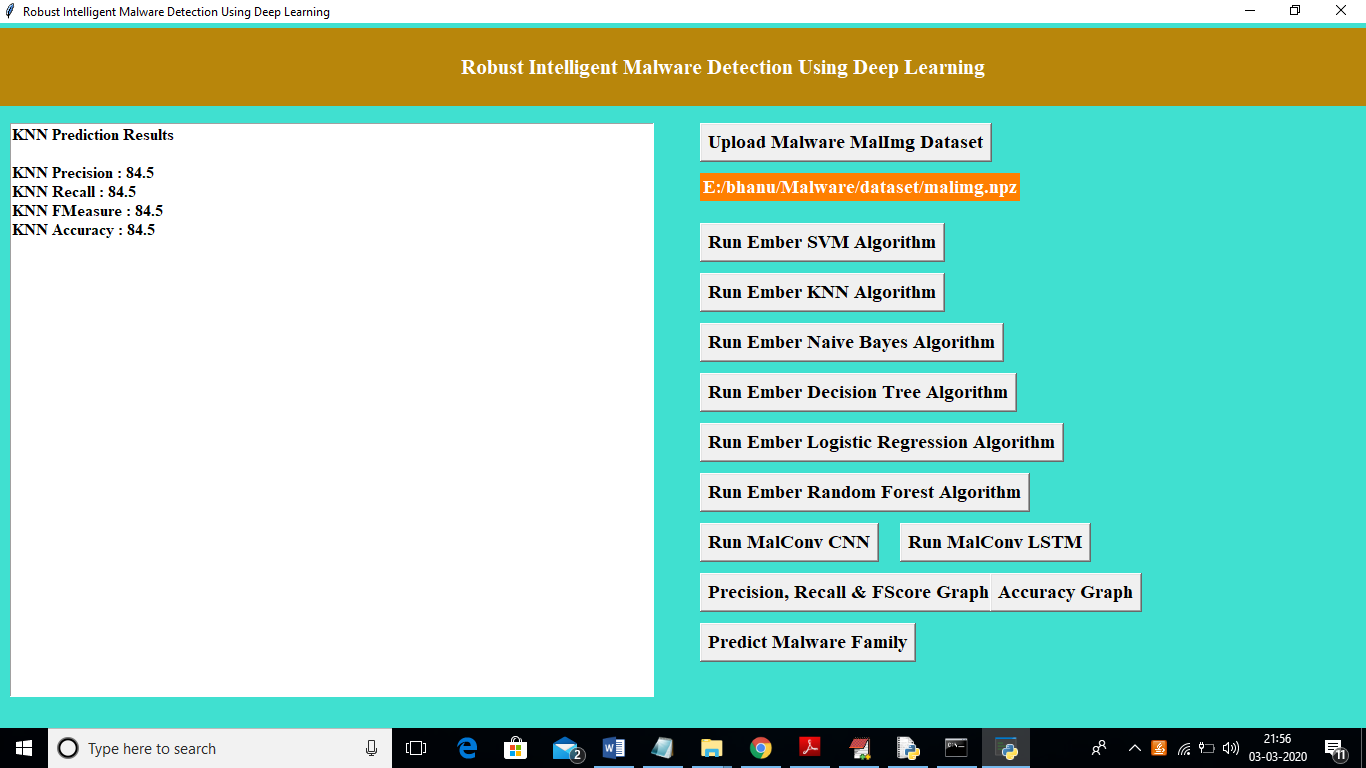 Robust Intelligent Malware Detection Using Deep Learning
Robust Intelligent Malware Detection Using Deep Learning
KNN Prediction Results
KNN Precision : 84.5
KNN Recall : 84.5
KNN FMeasure : 84.5
KNN Accuracy : 84.5
Upload Malware MalImg Dataset
E:/bhanu/Malware/dataset/malimg.npz
Run Ember SVM Algorithm
Run Ember KNN Algorithm
Run Ember Naive Bayes Algorithm
Run Ember Decision Tree Algorithm
Run Ember Logistic Regression Algorithm
Run Ember Random Forest Algorithm
Run MalConv CNN
Run MalConv LSTM
Precision, Recall & FScore Graph
Accuracy Graph
Predict Malware Family
Type here to search
2
21:56
03-03-2020
11